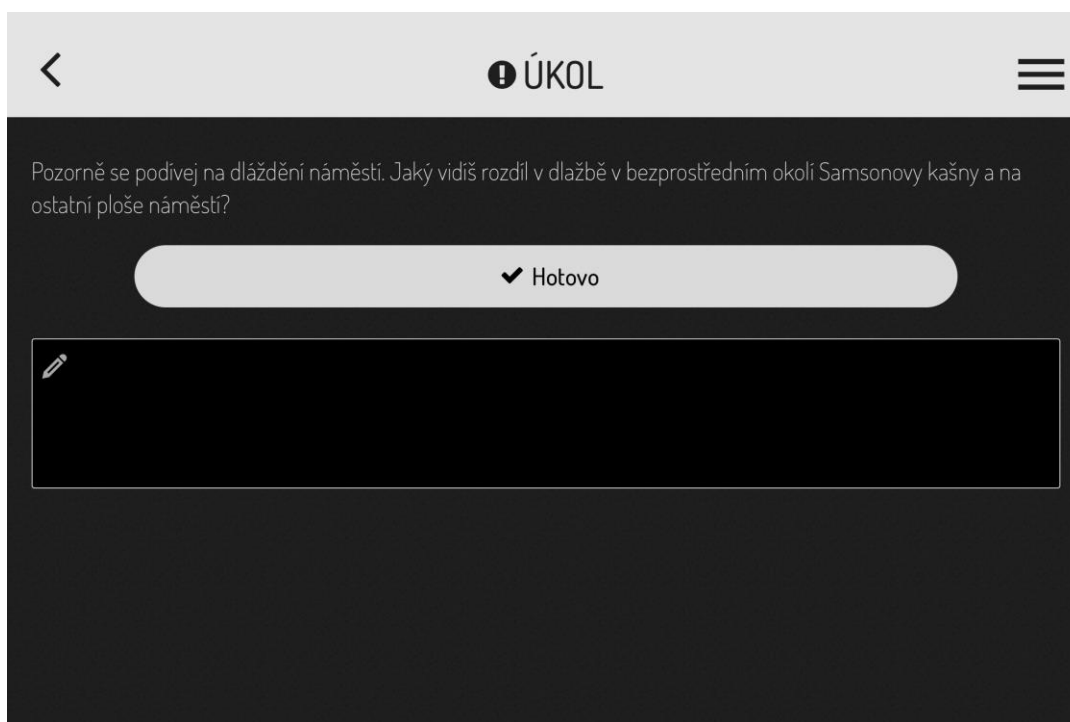 ÚKOL
Pozorně se podívej na dláždění náměstí. Jaký vidíš rozdíl v dlažbě v bezprostředním okolí Samsonovy kašny a na
ostatní ploše náměstí?
Hotovo